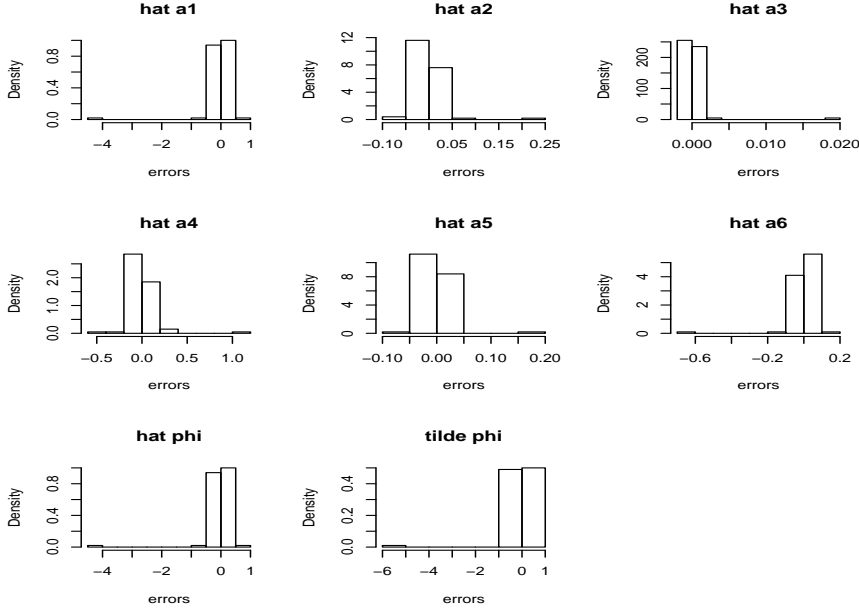 hat a1
Density
0.0 0.4 0.8
−4 −2 0 1
errors
hat a2
Density
0 4 8 12
−0.10 0.05 0.15 0.25
errors
hat a3
Density
0 100 200
0.000 0.010 0.020
errors
hat a4
Density
0.0 1.0 2.0
−0.5 0.0 0.5 1.0
errors
hat a5
Density
0 4 8
−0.10 0.00 0.10 0.20
errors
hat a6
Density
0 2 4
−0.6 −0.2 0.2
errors
hat phi
Density
0.0 0.4 0.8
−4 −2 0 1
errors
tilde phi
Density
0.0 0.2 0.4
−6 −4 −2 0 1
errors